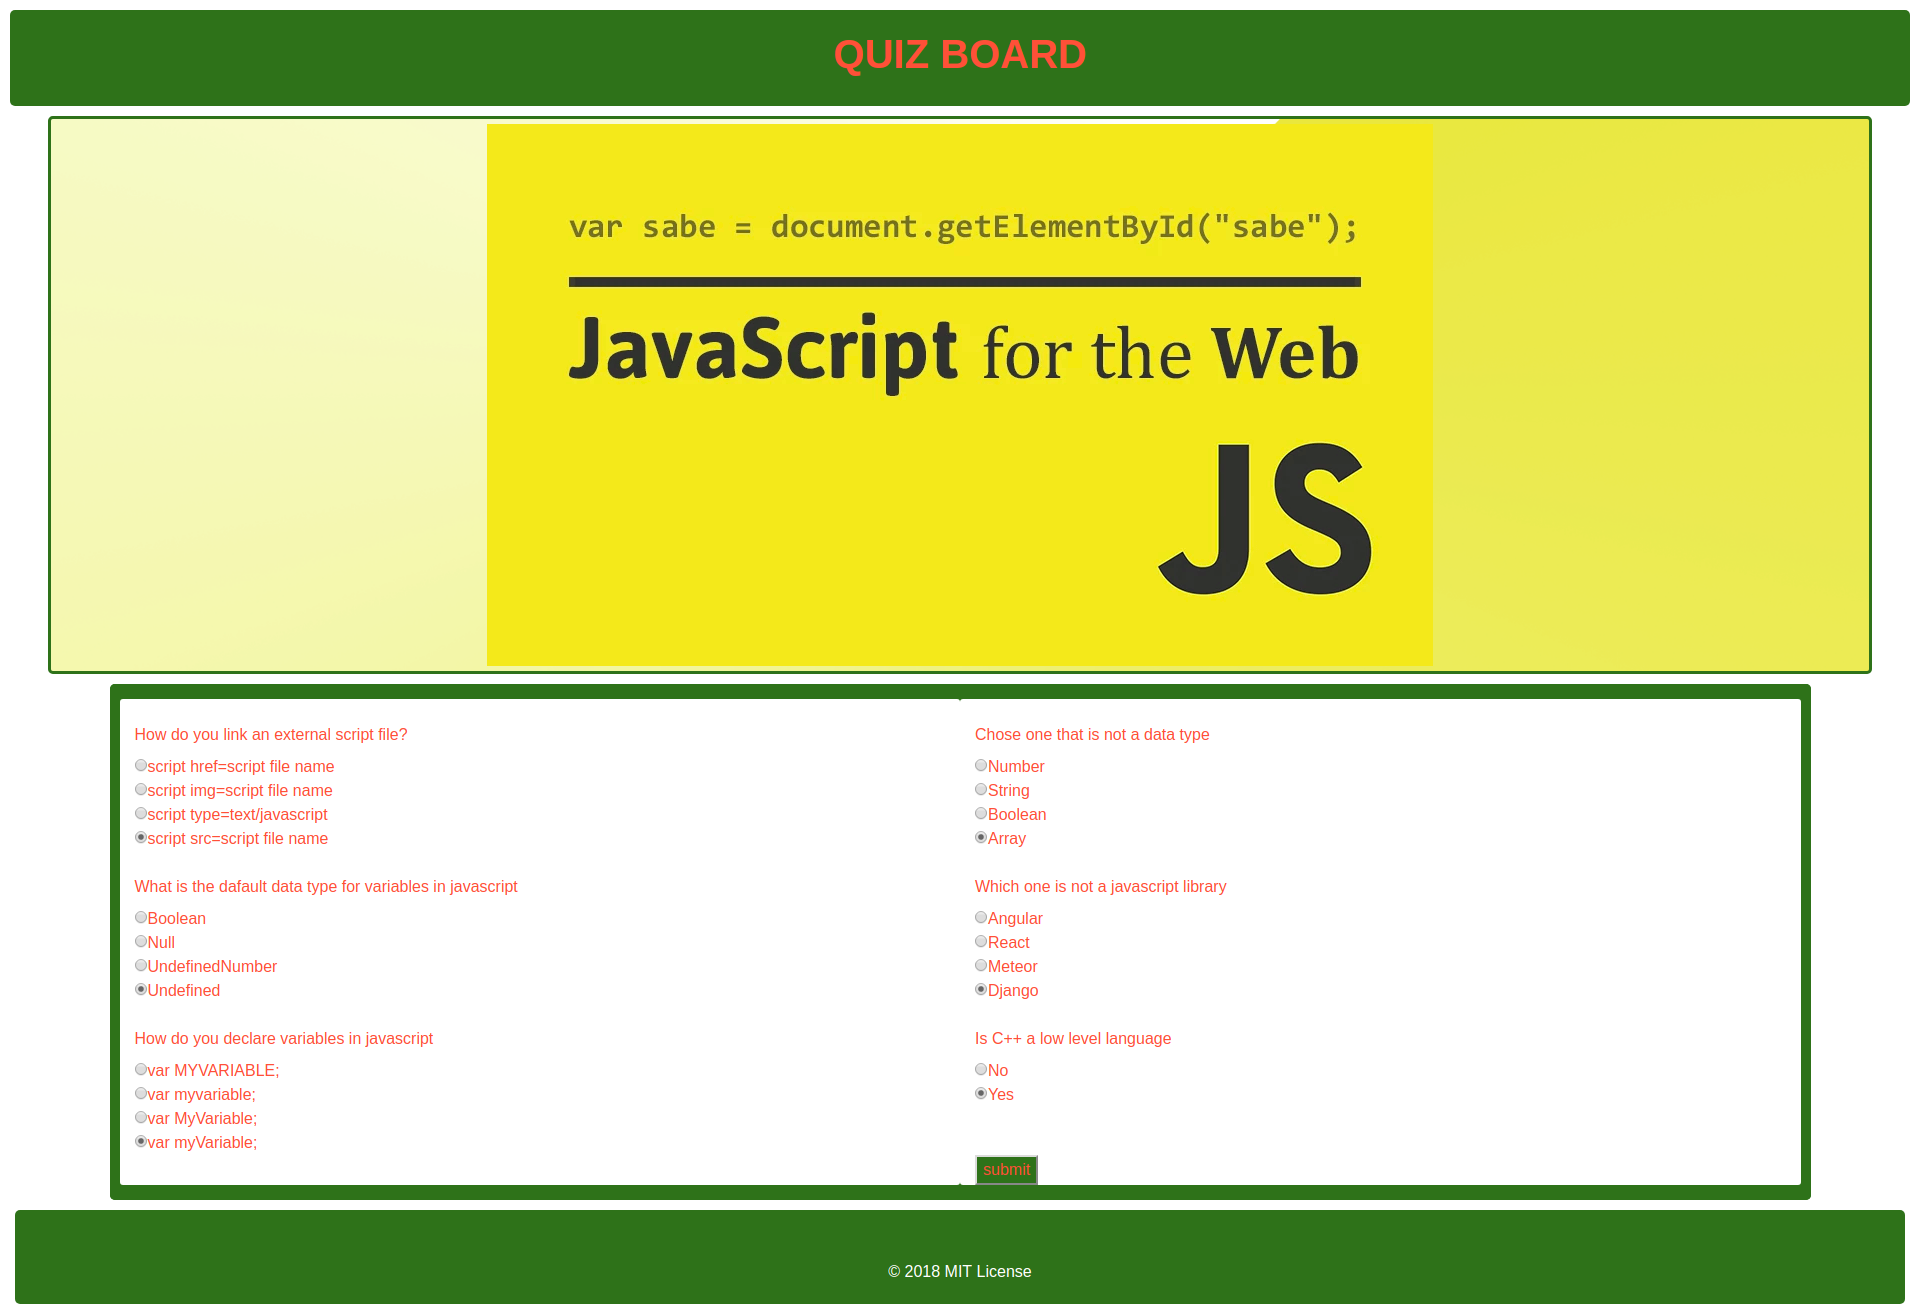 QUIZ BOARD
var sabe = document.getElementById("sabe");
JavaScript for the Web
JS
How do you link an external script file?
script href=script file name
script img=script file name
script type=text/javascript
script src=script file name
What is the dafault data type for variables in javascript
Boolean
Null
UndefinedNumber
Undefined
How do you declare variables in javascript
var MYVARIABLE;
var myvariable;
var MyVariable;
var myVariable;
Chose one that is not a data type
Number
String
Boolean
Array
Which one is not a javascript library
Angular
React
Meteor
Django
Is C++ a low level language
No
Yes
submit
© 2018 MIT License